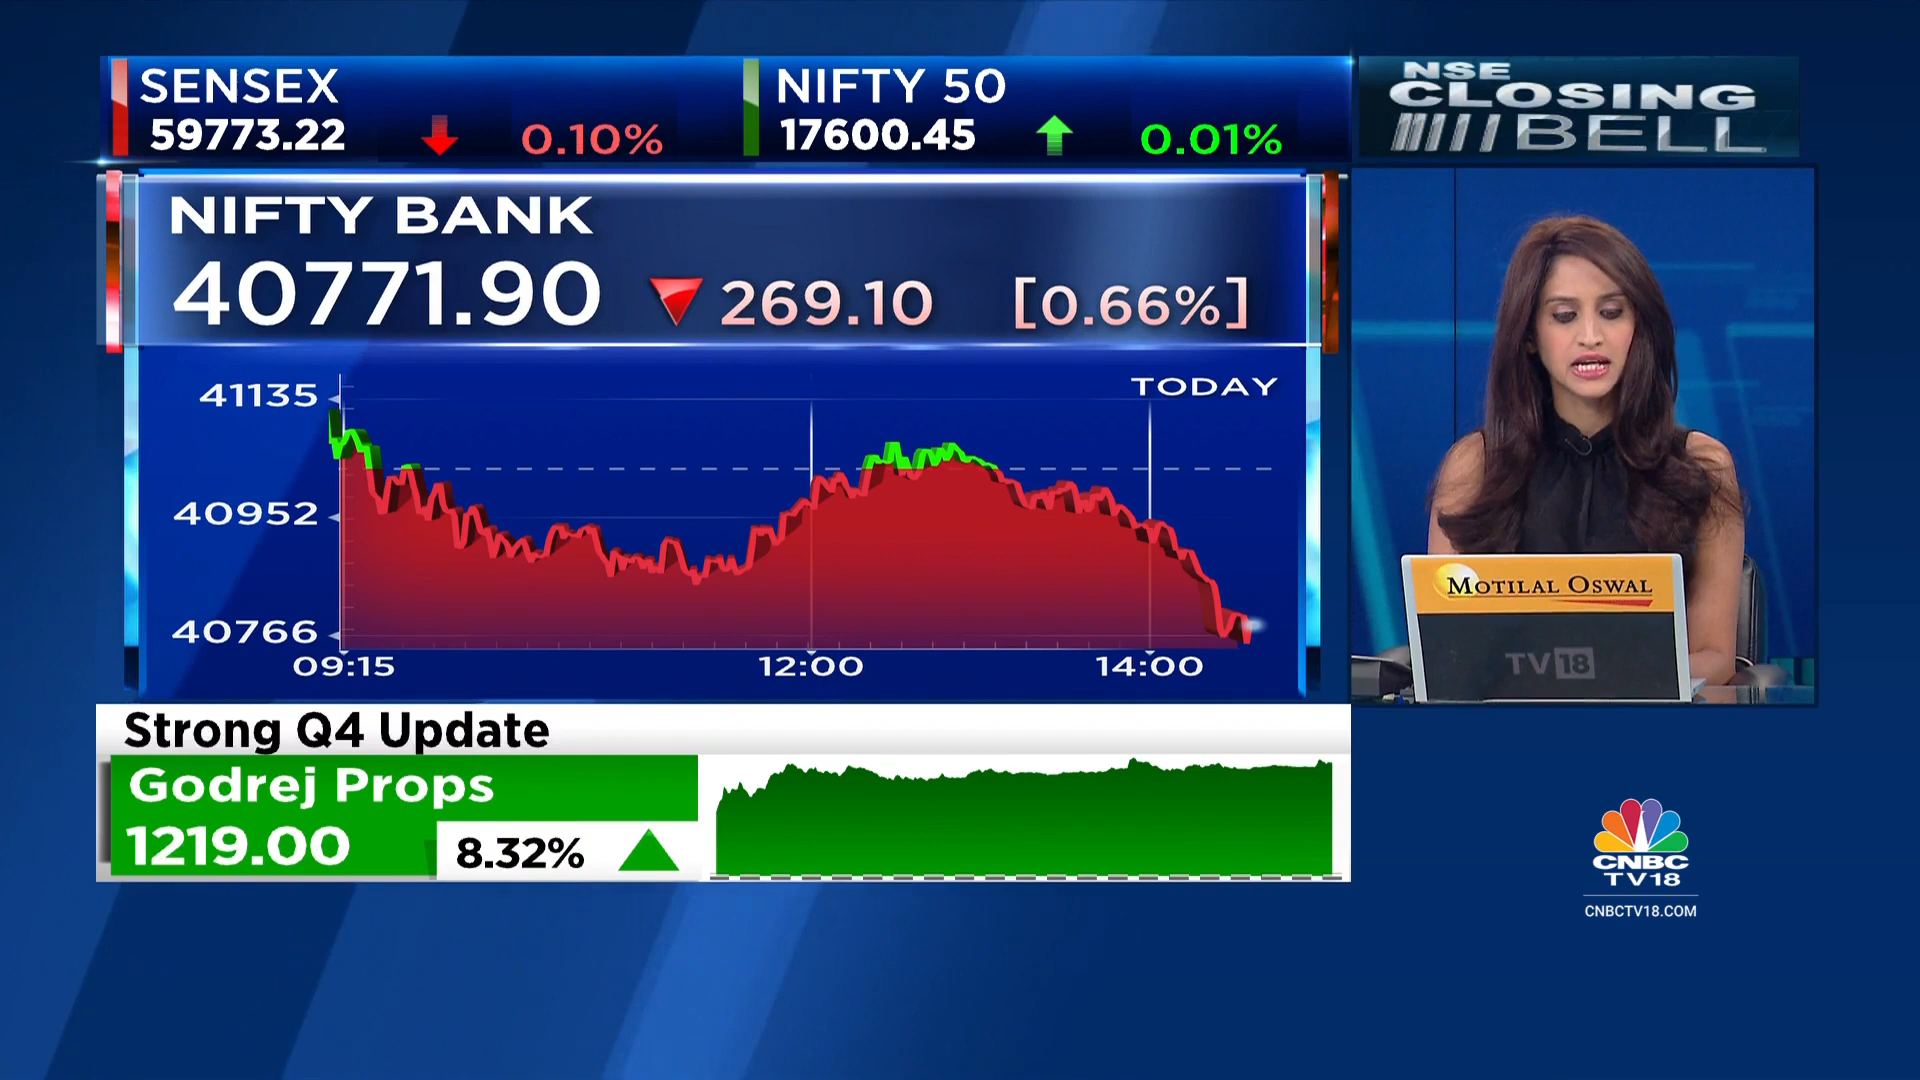 SENSEX
59773.22 0.10%
NIFTY 50
17600.45 0.01%
NSE
CLOSING
BELL
NIFTY BANK
40771.90 269.10 [0.66%]
TODAY
41135
40952
40766
09:15 12:00 14:00
MOTILAL OSWAL
TV18
Strong Q4 Update
Godrej Props
1219.00 8.32%
CNBC
TV18
CNBCTV18.COM